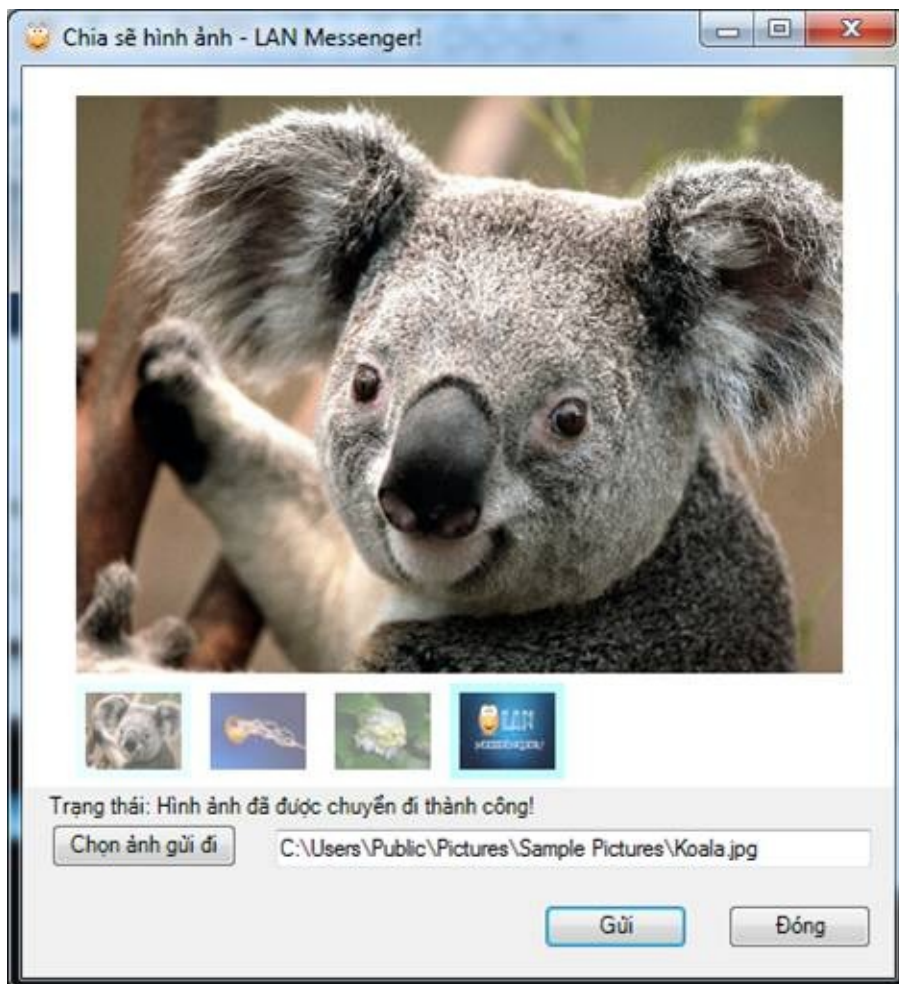 Chia sẽ hình ảnh - LAN Messenger!
LAN
Trạng thái: Hình ảnh đã được chuyển đi thành công!
Chọn ảnh gửi đi
C:\Users\Public\Pictures\Sample Pictures\Koala.jpg
Gửi
Đóng